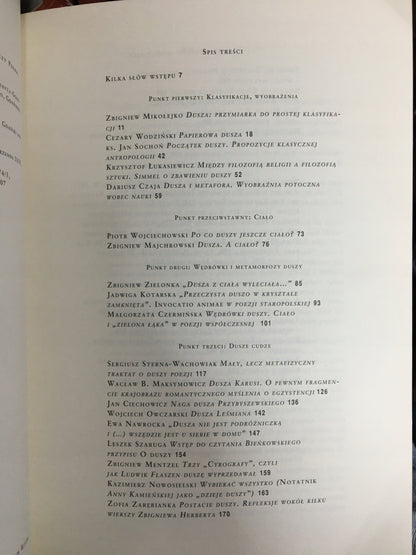 Spis treści
Kilka słów wstępu 7
Punkt pierwszy: Klasyfikacje, wyobrażenia
Zbigniew Mikołejko Dusza: przymiarka do prostej klasyfika-
cji 11
Cezary Wodziński Papierowa dusza 18
ks. Jan Sochoń Początek duszy. Propozycje klasycznej
antropologii 42
Krzysztof Łukasiewicz Między filozofią religii a filozofią
sztuki. Simmel o zbawieniu duszy 52
Dariusz Czaja Dusza i metafora. Wyobraźnia potoczna
wobec nauki 59
Punkt przeciwstawny: Ciało
Piotr Wojciechowski Po co duszy jeszcze ciało? 73
Zbigniew Majchrowski Dusza. A ciało? 76
Punkt drugi: Wędrówki i metamorfozy duszy
Zbigniew Zielonka „Dusza z ciała wyleciała..." 85
Jadwiga Kotarska „Przeczysta duszo w krysztale
zamknięta". Invocatio animae w poezji staropolskiej 93
Małgorzata Czermińska Wędrówki duszy. Ciało
i „zielona łąka" w poezji współczesnej 101
Punkt trzeci: Dusze cudze
Sergiusz Sterna-Wachowiak Mały, lecz metafizyczny
traktat o duszy poezji 117
Wacław B. Maksymowicz Dusza Karusi. O pewnym fragmen-
cie krajobrazu romantycznego myślenia o egzystencji 126
Jan Ciechowicz Naga dusza Przybyszewskiego 136
Wojciech Owczarski Dusza Leśmiana 142
Ewa Nawrocka „Dusza nie jest podróżniczką
i (...) wszędzie jest u siebie w domu" 147
Leszek Szaruga Wstęp do czytania Bieńkowskiego
przypisu O duszy 154
Zbigniew Mentzel Trzy „Cyrografy", czyli
jak Ludwik Flaszen duszę wyprzedawał 159
Kazimierz Nowosielski Wybierać wszystko (Notatnik
Anny Kamieńskiej jako „dzieje duszy") 163
Zofia Zarębianka Postacie duszy. Refleksje wokół kilku
wierszy Zbigniewa Herberta 170